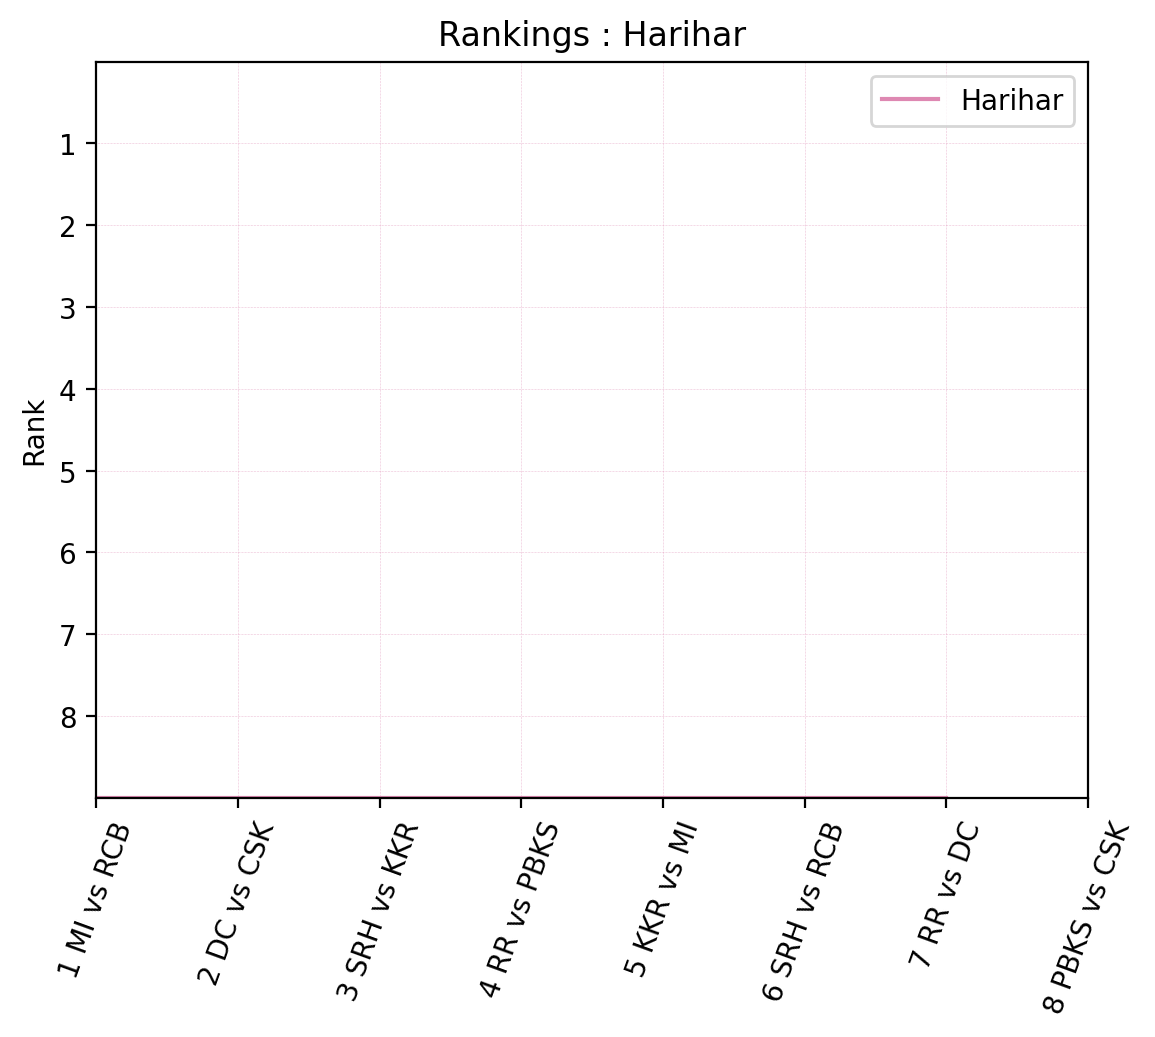 Rankings : Harihar
Harihar
Rank
1
2
3
4
5
6
7
8
1 MI vs RCB
2 DC vs CSK
3 SRH vs KKR
4 RR vs PBKS
5 KKR vs MI
6 SRH vs RCB
7 RR vs DC
8 PBKS vs CSK